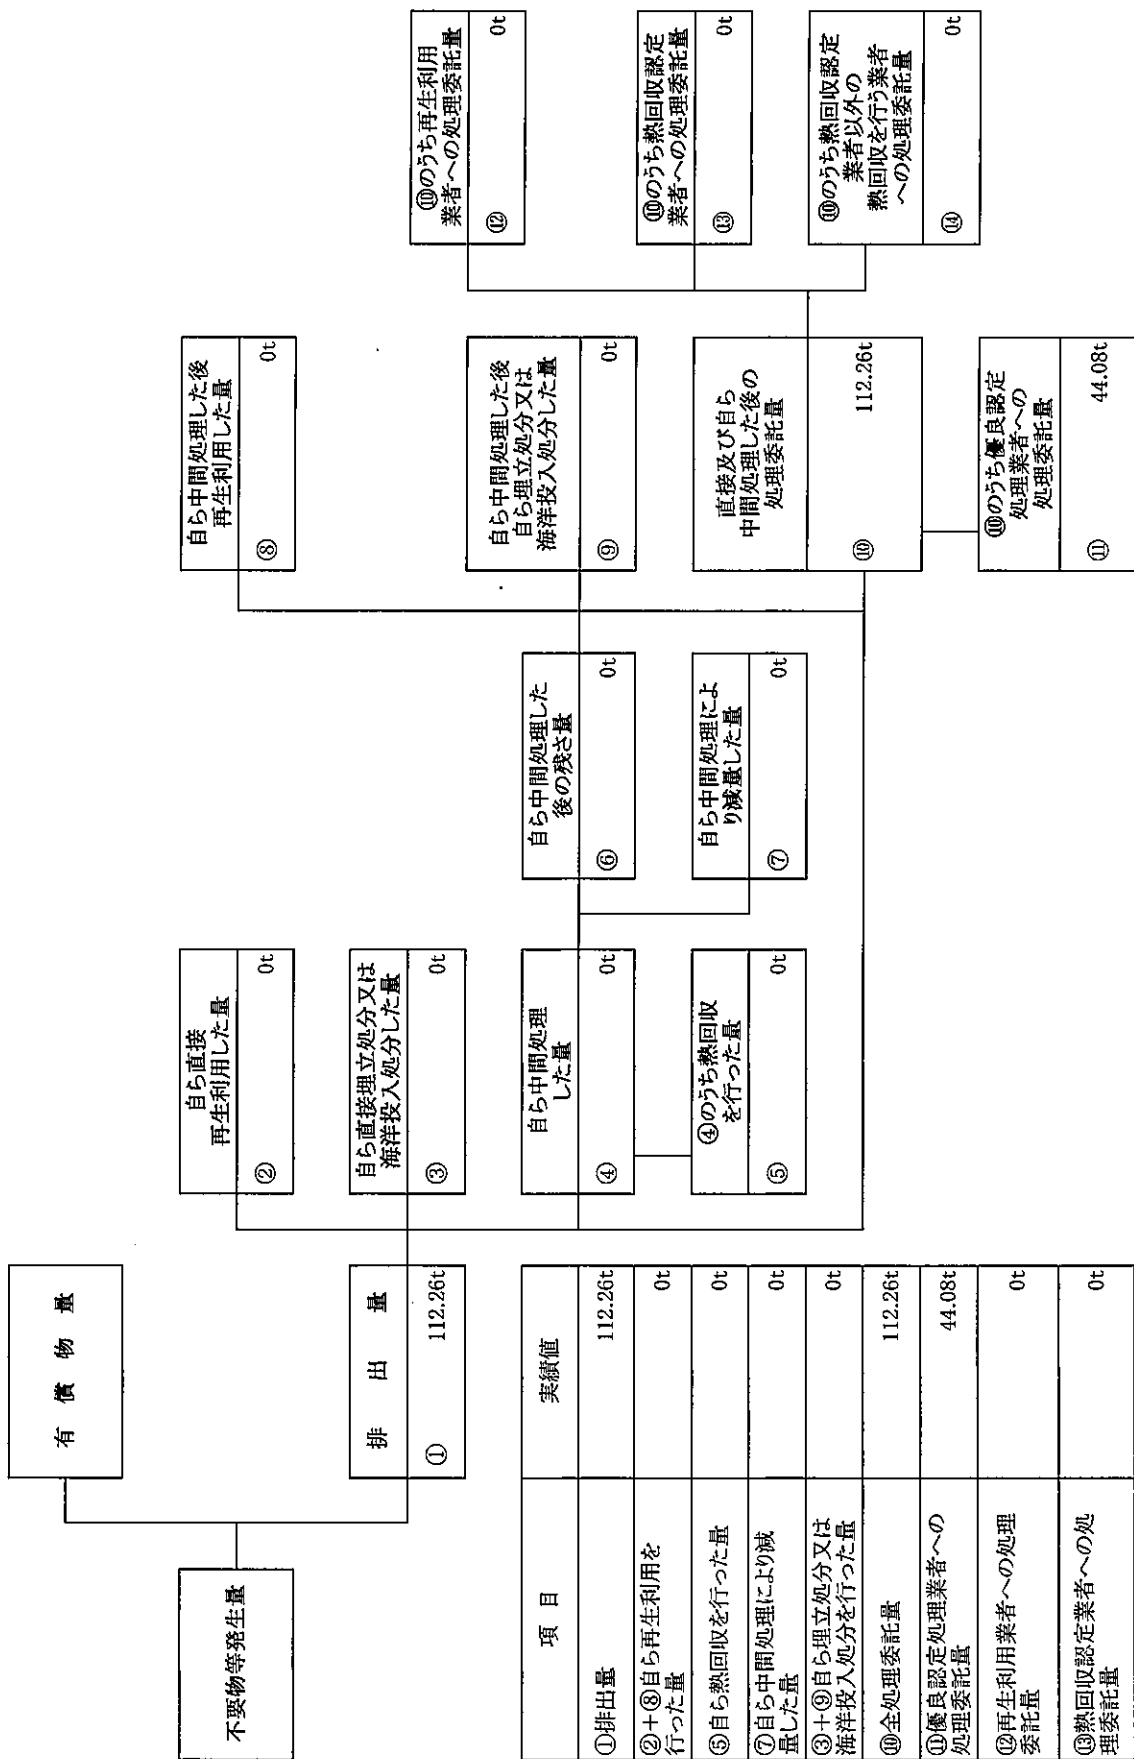 不要物等発生量
有償物量
排出量
① 112.26t
自ら直接
再生利用した量
② 0t
自ら直接埋立処分又は
海洋投入処分した量
③ 0t
自ら中間処理
した量
④ 0t
④のうち熱回収
を行った量
⑤ 0t
自ら中間処理した
後の残さ量
⑥ 0t
自ら中間処理によ
り減量した量
⑦ 0t
自ら中間処理した後
再生利用した量
⑧ 0t
自ら中間処理した後
自ら埋立処分又は
海洋投入処分した量
⑨ 0t
直接及び自ら
中間処理した後の
処理委託量
⑩ 112.26t
⑩のうち優良認定
処理業者への
処理委託量
⑪ 44.08t
⑩のうち再生利用
業者への処理委託量
⑫ 0t
⑩のうち熱回収認定
業者への処理委託量
⑬ 0t
⑩のうち熱回収認定
業者以外の
熱回収を行う業者
への処理委託量
⑭ 0t
項目 実績値
①排出量 112.26t
②+⑧自ら再生利用を
行った量 0t
⑤自ら熱回収を行った量 0t
⑦自ら中間処理により減
量した量 0t
③+⑨自ら埋立処分又は
海洋投入処分を行った量 0t
⑩全処理委託量 112.26t
⑪優良認定処理業者への
処理委託量 44.08t
⑫再生利用業者への処理
委託量 0t
⑬熱回収認定業者への処
理委託量 0t